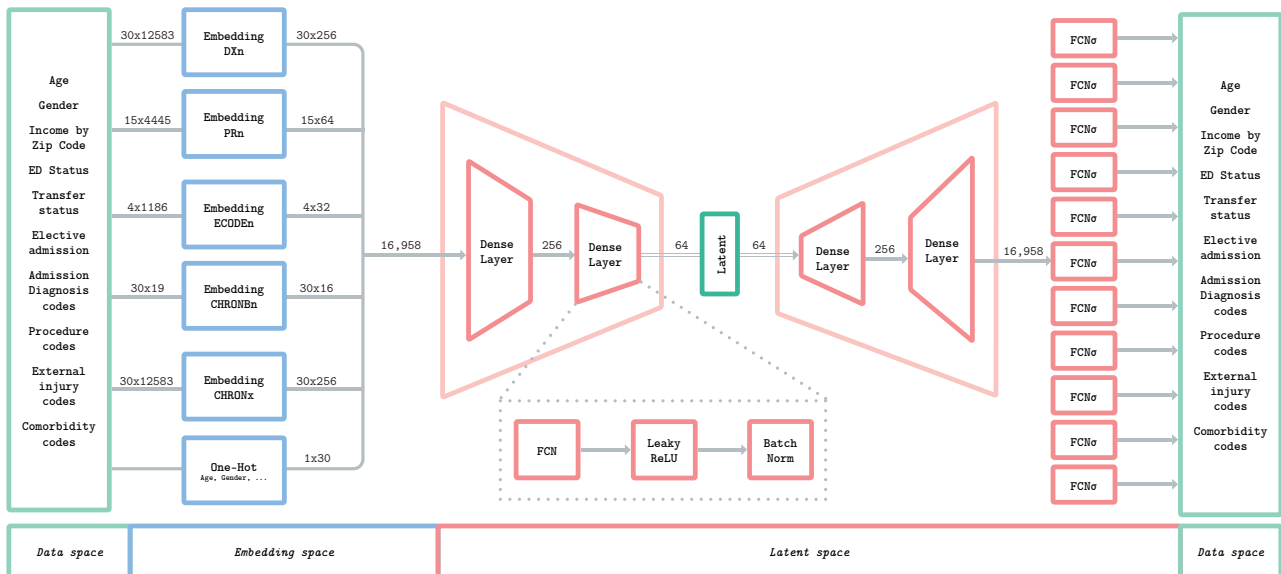 Age
Gender
Income by
Zip Code
ED Status
Transfer
status
Elective
admission
Admission
Diagnosis
codes
Procedure
codes
External
injury
codes
Comorbidity
codes
30x12583
Embedding
DXn
30x256
15x4445
Embedding
PRn
15x64
4x1186
Embedding
ECODEn
4x32
30x19
Embedding
CHRONBn
30x16
30x12583
Embedding
CHRONx
30x256
One-Hot
Age, Gender, ...
1x30
16,958
Dense
Layer
256
Dense
Layer
64
Latent
64
Dense
Layer
256
Dense
Layer
16,958
FCN
Leaky
ReLU
Batch
Norm
FCNσ
FCNσ
FCNσ
FCNσ
FCNσ
FCNσ
FCNσ
FCNσ
FCNσ
FCNσ
FCNσ
Age
Gender
Income by
Zip Code
ED Status
Transfer
status
Elective
admission
Admission
Diagnosis
codes
Procedure
codes
External
injury
codes
Comorbidity
codes
Data space
Embedding space
Latent space
Data space